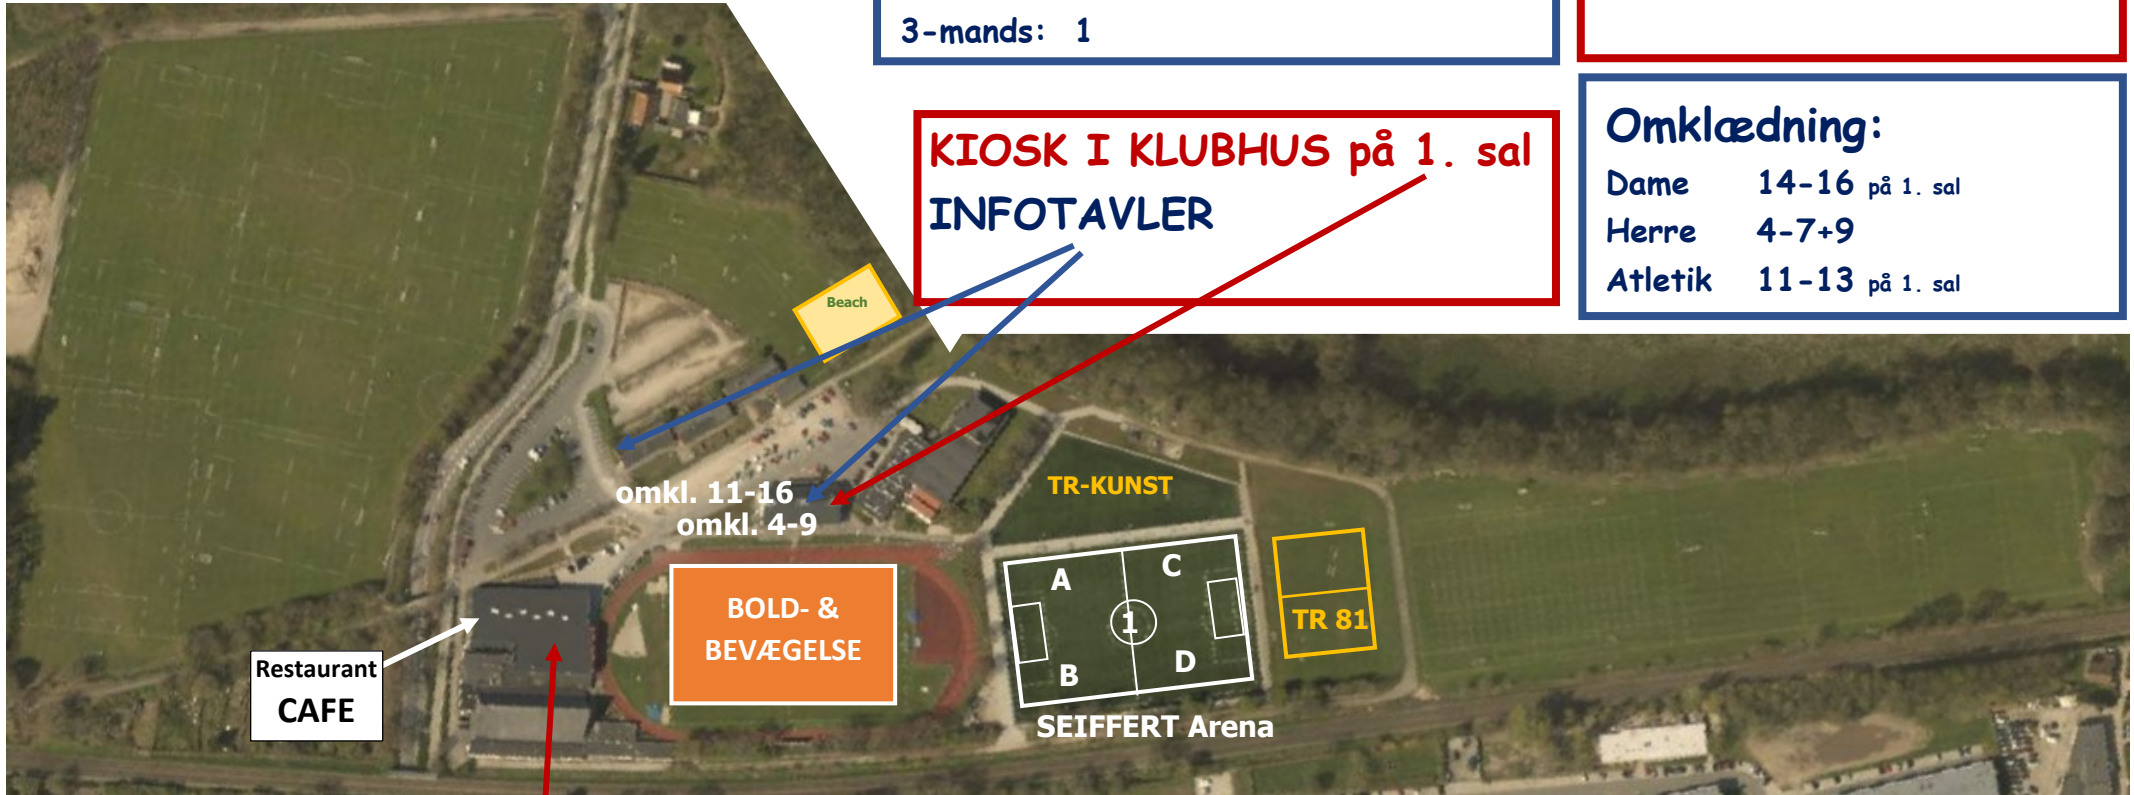 3-mands: 1
KIOSK I KLUBHUS på 1. sal
INFOTAVLER
Omklædning:
Dame 14-16 på 1. sal
Herre 4-7+9
Atletik 11-13 på 1. sal
Beach
omkl. 11-16
omkl. 4-9
TR-KUNST
A
C
1
B
D
TR 81
SEIFFERT Arena
BOLD- &
BEVÆGELSE
Restaurant
CAFE